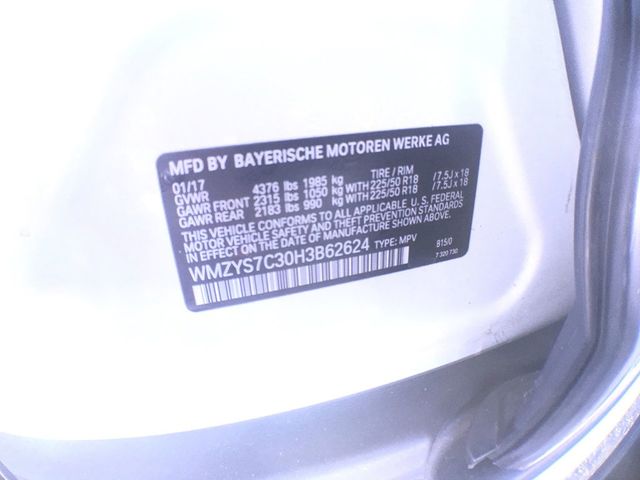 MFD BY BAYERISCHE MOTOREN WERKE AG
01/17 TIRE / RIM
GVWR 4376 lbs 1985 kg
GAWR FRONT 2315 lbs 1050 kg WITH 225/50 R18 /7.5J x 18
GAWR REAR 2183 lbs 990 kg WITH 225/50 R18 /7.5J x 18
THIS VEHICLE CONFORMS TO ALL APPLICABLE U.S. FEDERAL
MOTOR VEHICLE SAFETY, BUMPER, AND THEFT PREVENTION
STANDARDS IN EFFECT ON THE DATE OF MANUFACTURE SHOWN ABOVE.
WMZYS7C30H3B62624 TYPE: MPV 815/0
7 320 730